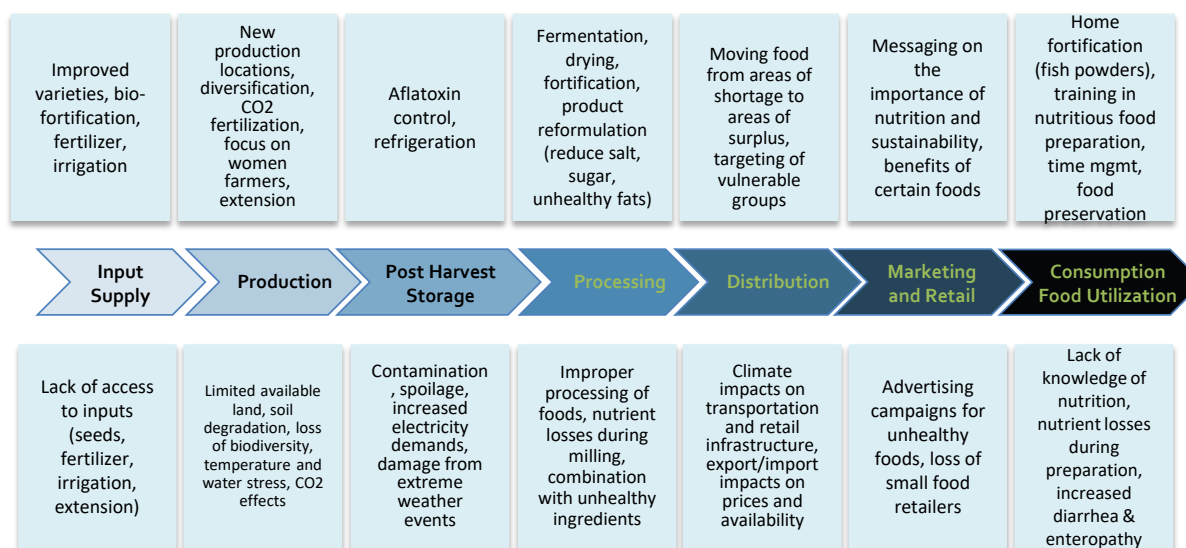 Improved
varieties, bio-
fortification,
fertilizer,
irrigation
New
production
locations,
diversification,
CO2
fertilization,
focus on
women
farmers,
extension
Aflatoxin
control,
refrigeration
Fermentation,
drying,
fortification,
product
reformulation
(reduce salt,
sugar,
unhealthy fats)
Moving food
from areas of
shortage to
areas of
surplus,
targeting of
vulnerable
groups
Messaging on
the
importance of
nutrition and
sustainability,
benefits of
certain foods
Home
fortification
(fish powders),
training in
nutritious food
preparation,
time mgmt,
food
preservation
Input
Supply
Production
Post Harvest
Storage
Processing
Distribution
Marketing
and Retail
Consumption
Food Utilization
Lack of access
to inputs
(seeds,
fertilizer,
irrigation,
extension)
Limited available
land, soil
degradation, loss
of biodiversity,
temperature and
water stress, CO2
effects
Contamination
, spoilage,
increased
electricity
demands,
damage from
extreme
weather
events
Improper
processing of
foods, nutrient
losses during
milling,
combination
with unhealthy
ingredients
Climate
impacts on
transportation
and retail
infrastructure,
export/import
impacts on
prices and
availability
Advertising
campaigns for
unhealthy
foods, loss of
small food
retailers
Lack of
knowledge of
nutrition,
nutrient losses
during
preparation,
increased
diarrhea &
enteropathy